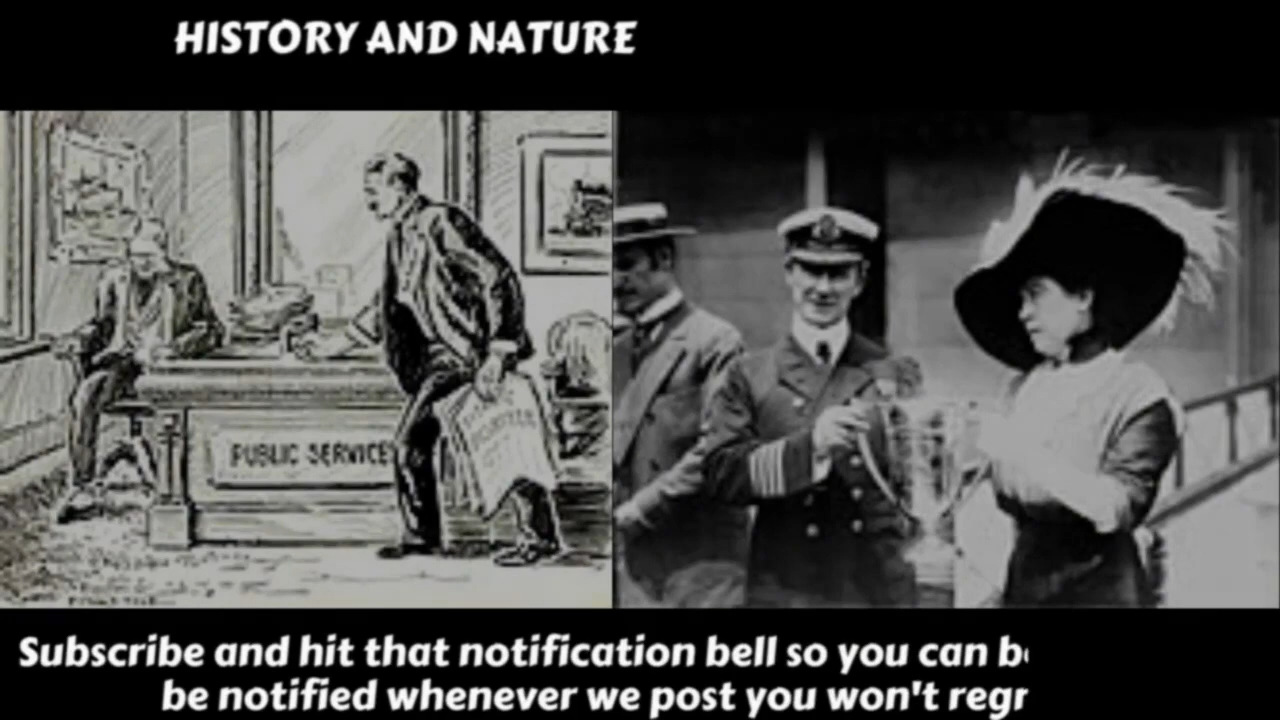 HISTORY AND NATURE
PUBLIC SERVICE
Subscribe and hit that notification bell so you can b
be notified whenever we post you won't regr